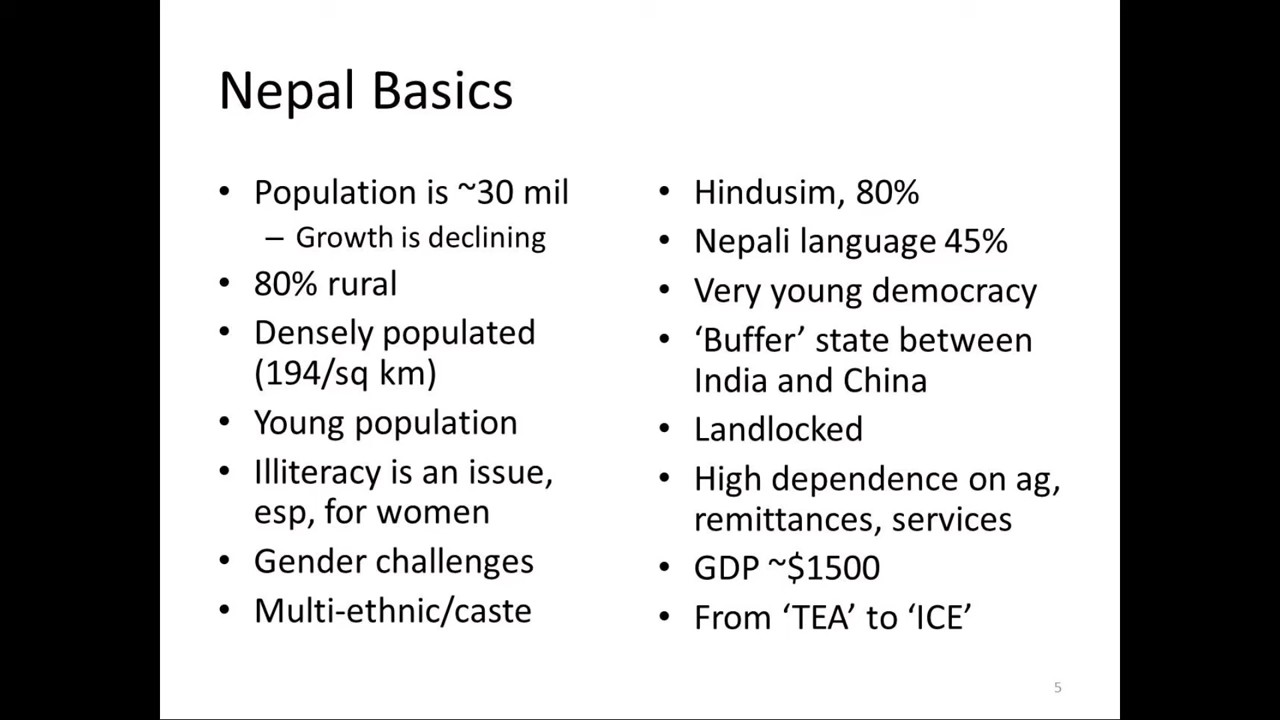 Nepal Basics
• Population is ~30 mil
– Growth is declining
• 80% rural
• Densely populated
(194/sq km)
• Young population
• Illiteracy is an issue,
esp, for women
• Gender challenges
• Multi-ethnic/caste
• Hindusim, 80%
• Nepali language 45%
• Very young democracy
• ‘Buffer’ state between
India and China
• Landlocked
• High dependence on ag,
remittances, services
• GDP ~$1500
• From ‘TEA’ to ‘ICE’
5